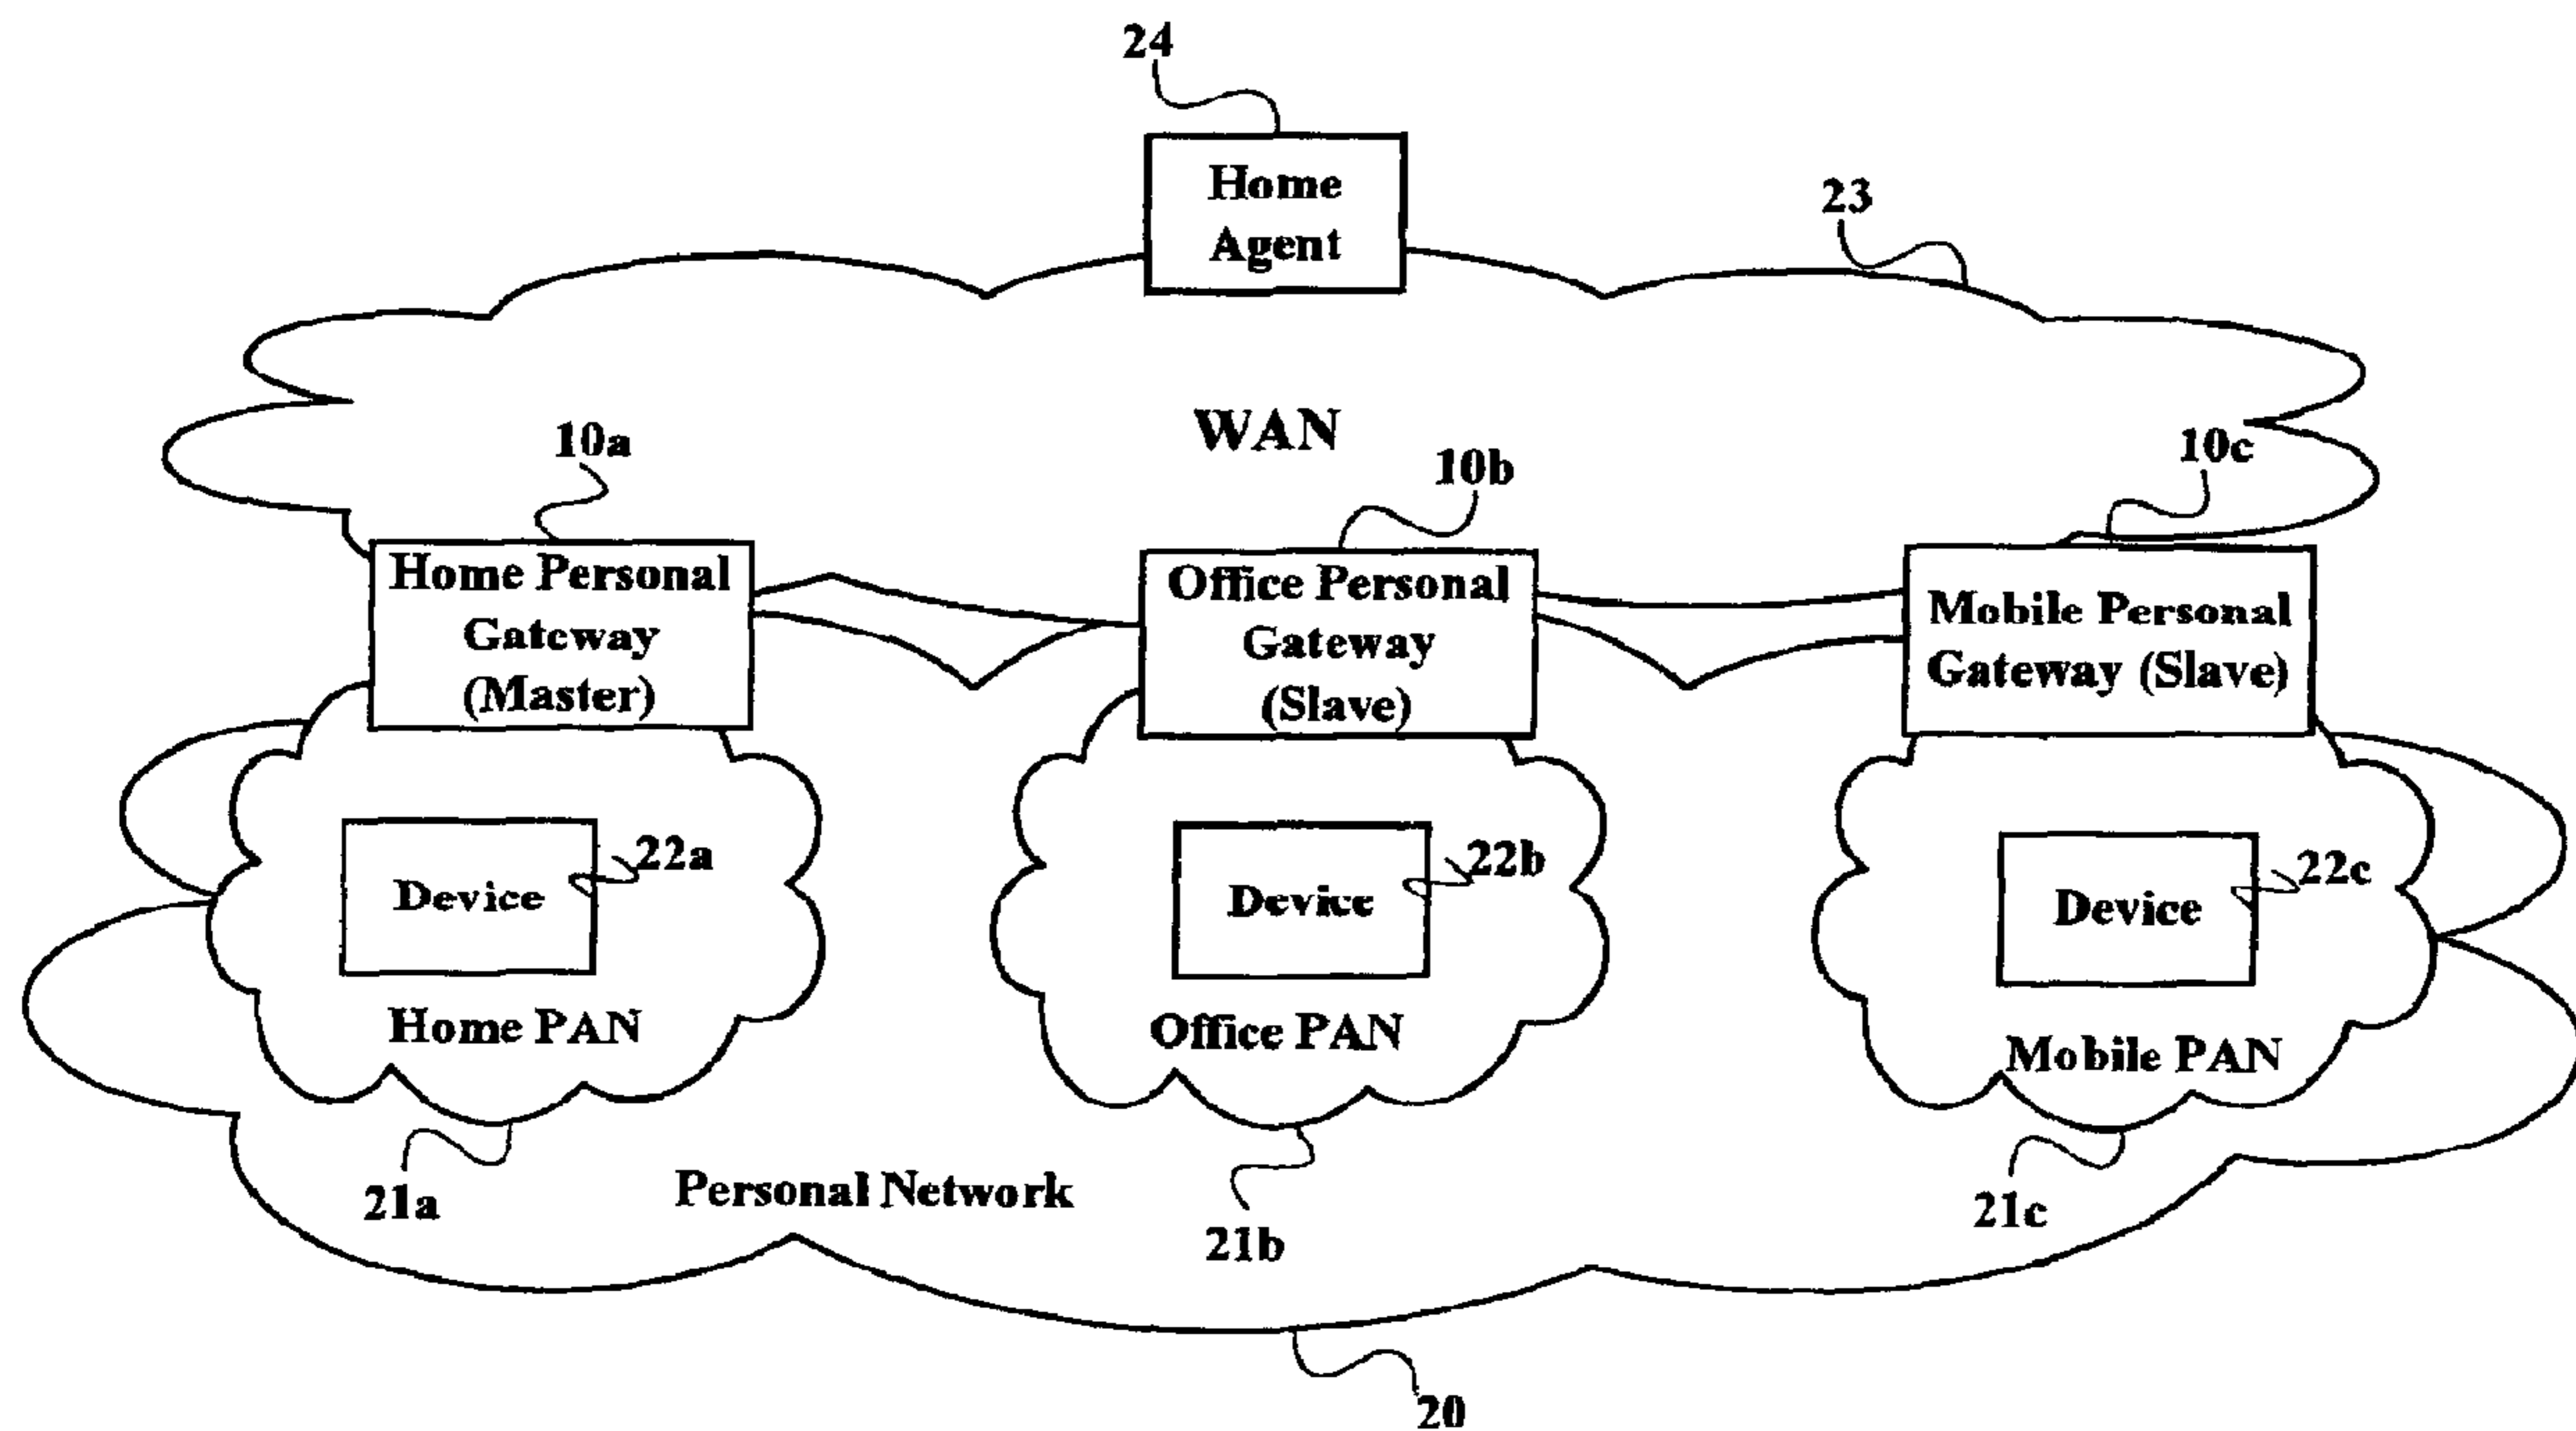 24
Home
Agent
23
WAN
10a
10b
10c
Home Personal
Gateway
(Master)
Office Personal
Gateway
(Slave)
Mobile Personal
Gateway (Slave)
Device
22a
Device
22b
Device
22c
Home PAN
Office PAN
Mobile PAN
21a
Personal Network
21b
21c
20